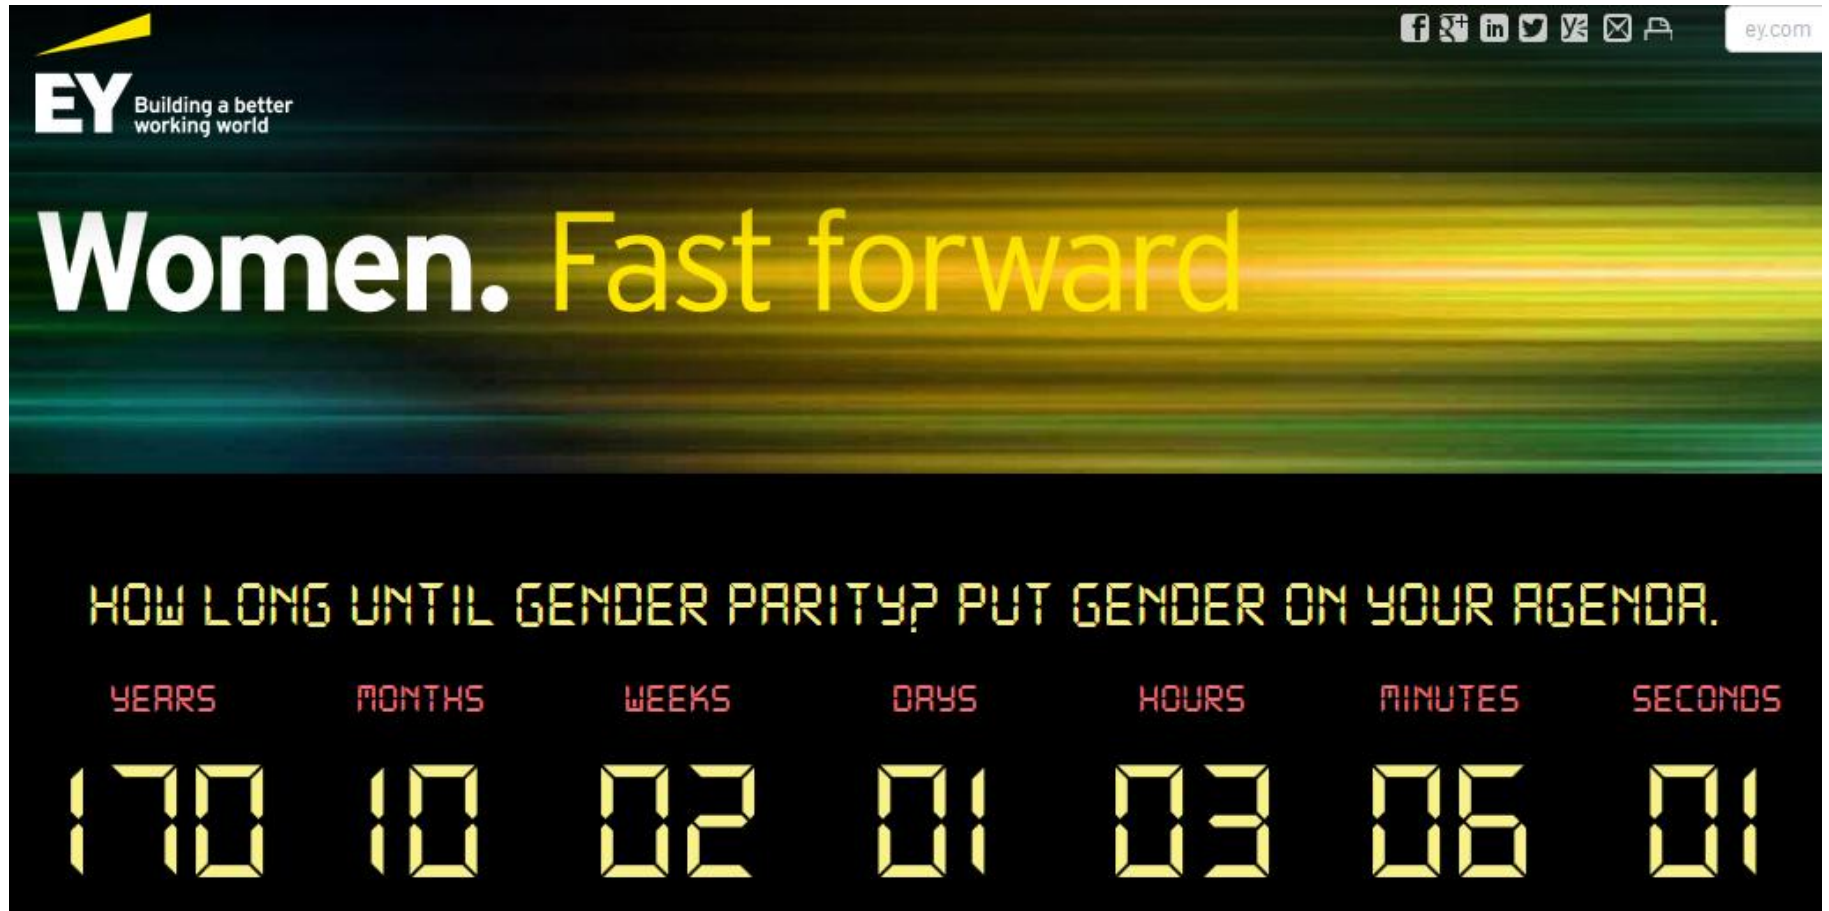 ey.com
EY
Building a better
working world
Women. Fast forward
HOW LONG UNTIL GENDER PARITY? PUT GENDER ON YOUR AGENDA.
YEARS MONTHS WEEKS DAYS HOURS MINUTES SECONDS
170 10 02 01 03 06 01